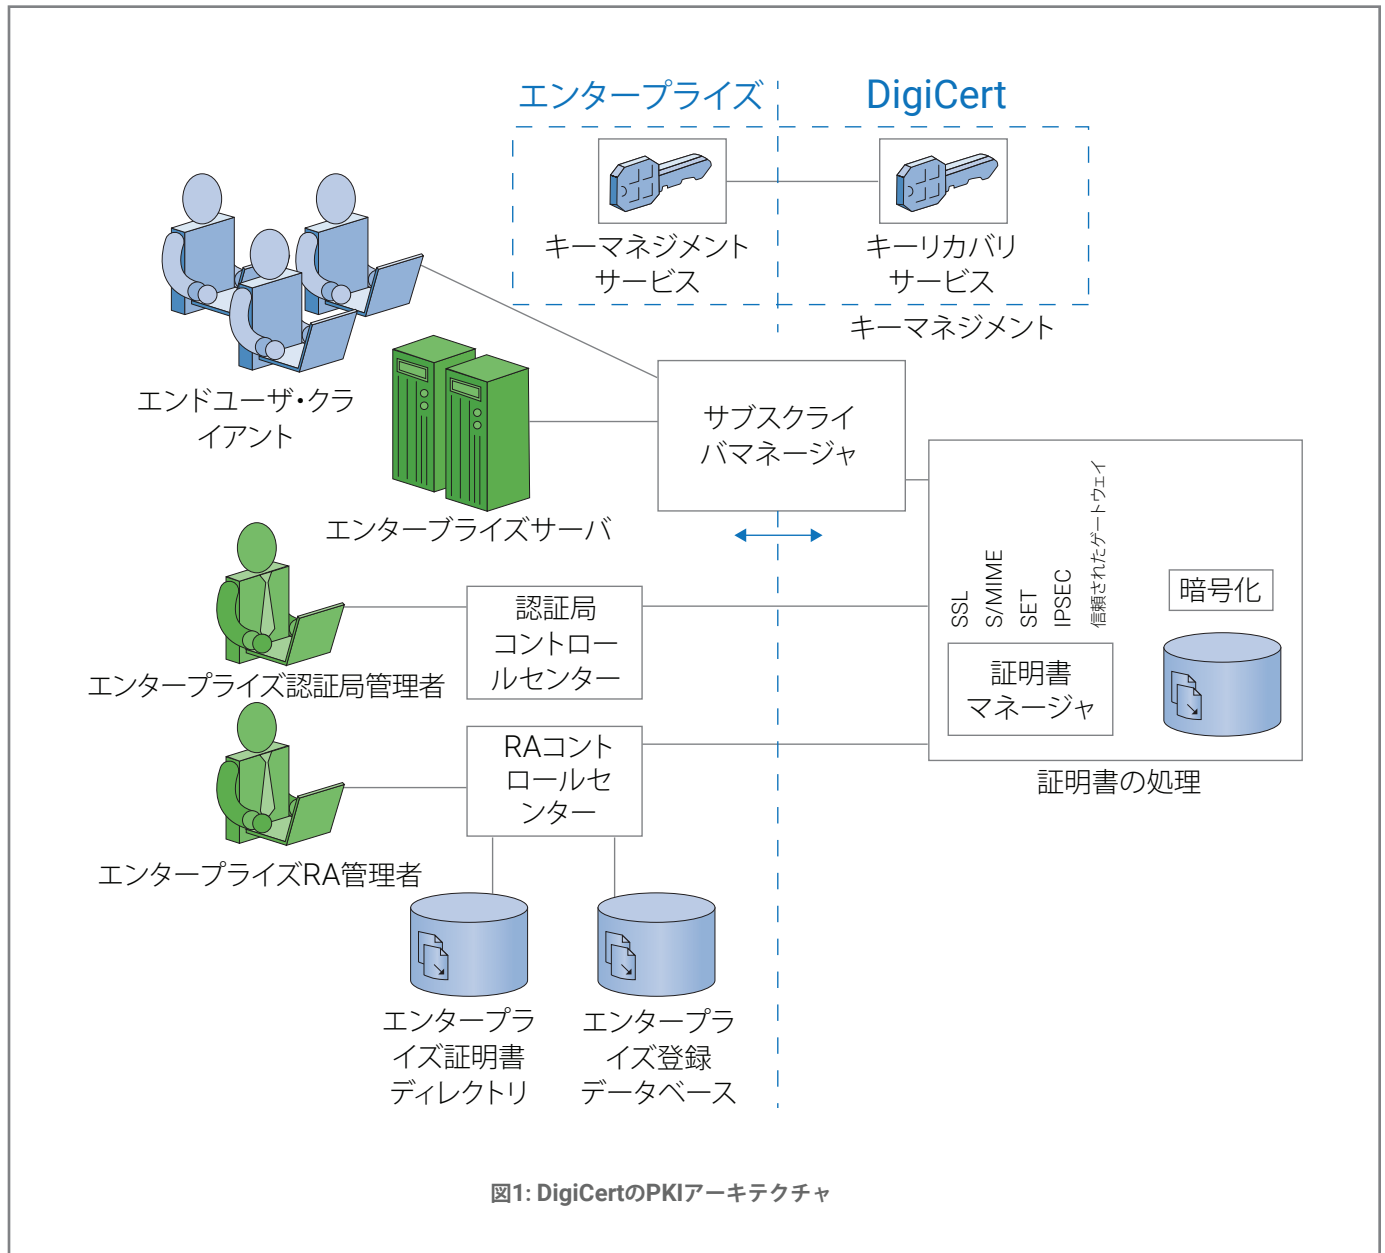 エンタープライズ
DigiCert
キーマネジメント
サービス
キーリカバリ
サービス
キーマネジメント
エンドユーザ・クラ
イアント
サブスクライ
バマネージャ
エンターブライズサーバ
SSL
S/MIME
SET
IPSEC
信頼されたゲートウェイ
暗号化
認証局
コントロー
ルセンター
証明書
マネージャ
エンタープライズ認証局管理者
RAコント
ロールセ
ンター
証明書の処理
エンタープライズRA管理者
エンタープラ
イズ証明書
ディレクトリ
エンタープラ
イズ登録
データベース
図1: DigiCertのPKIアーキテクチャ